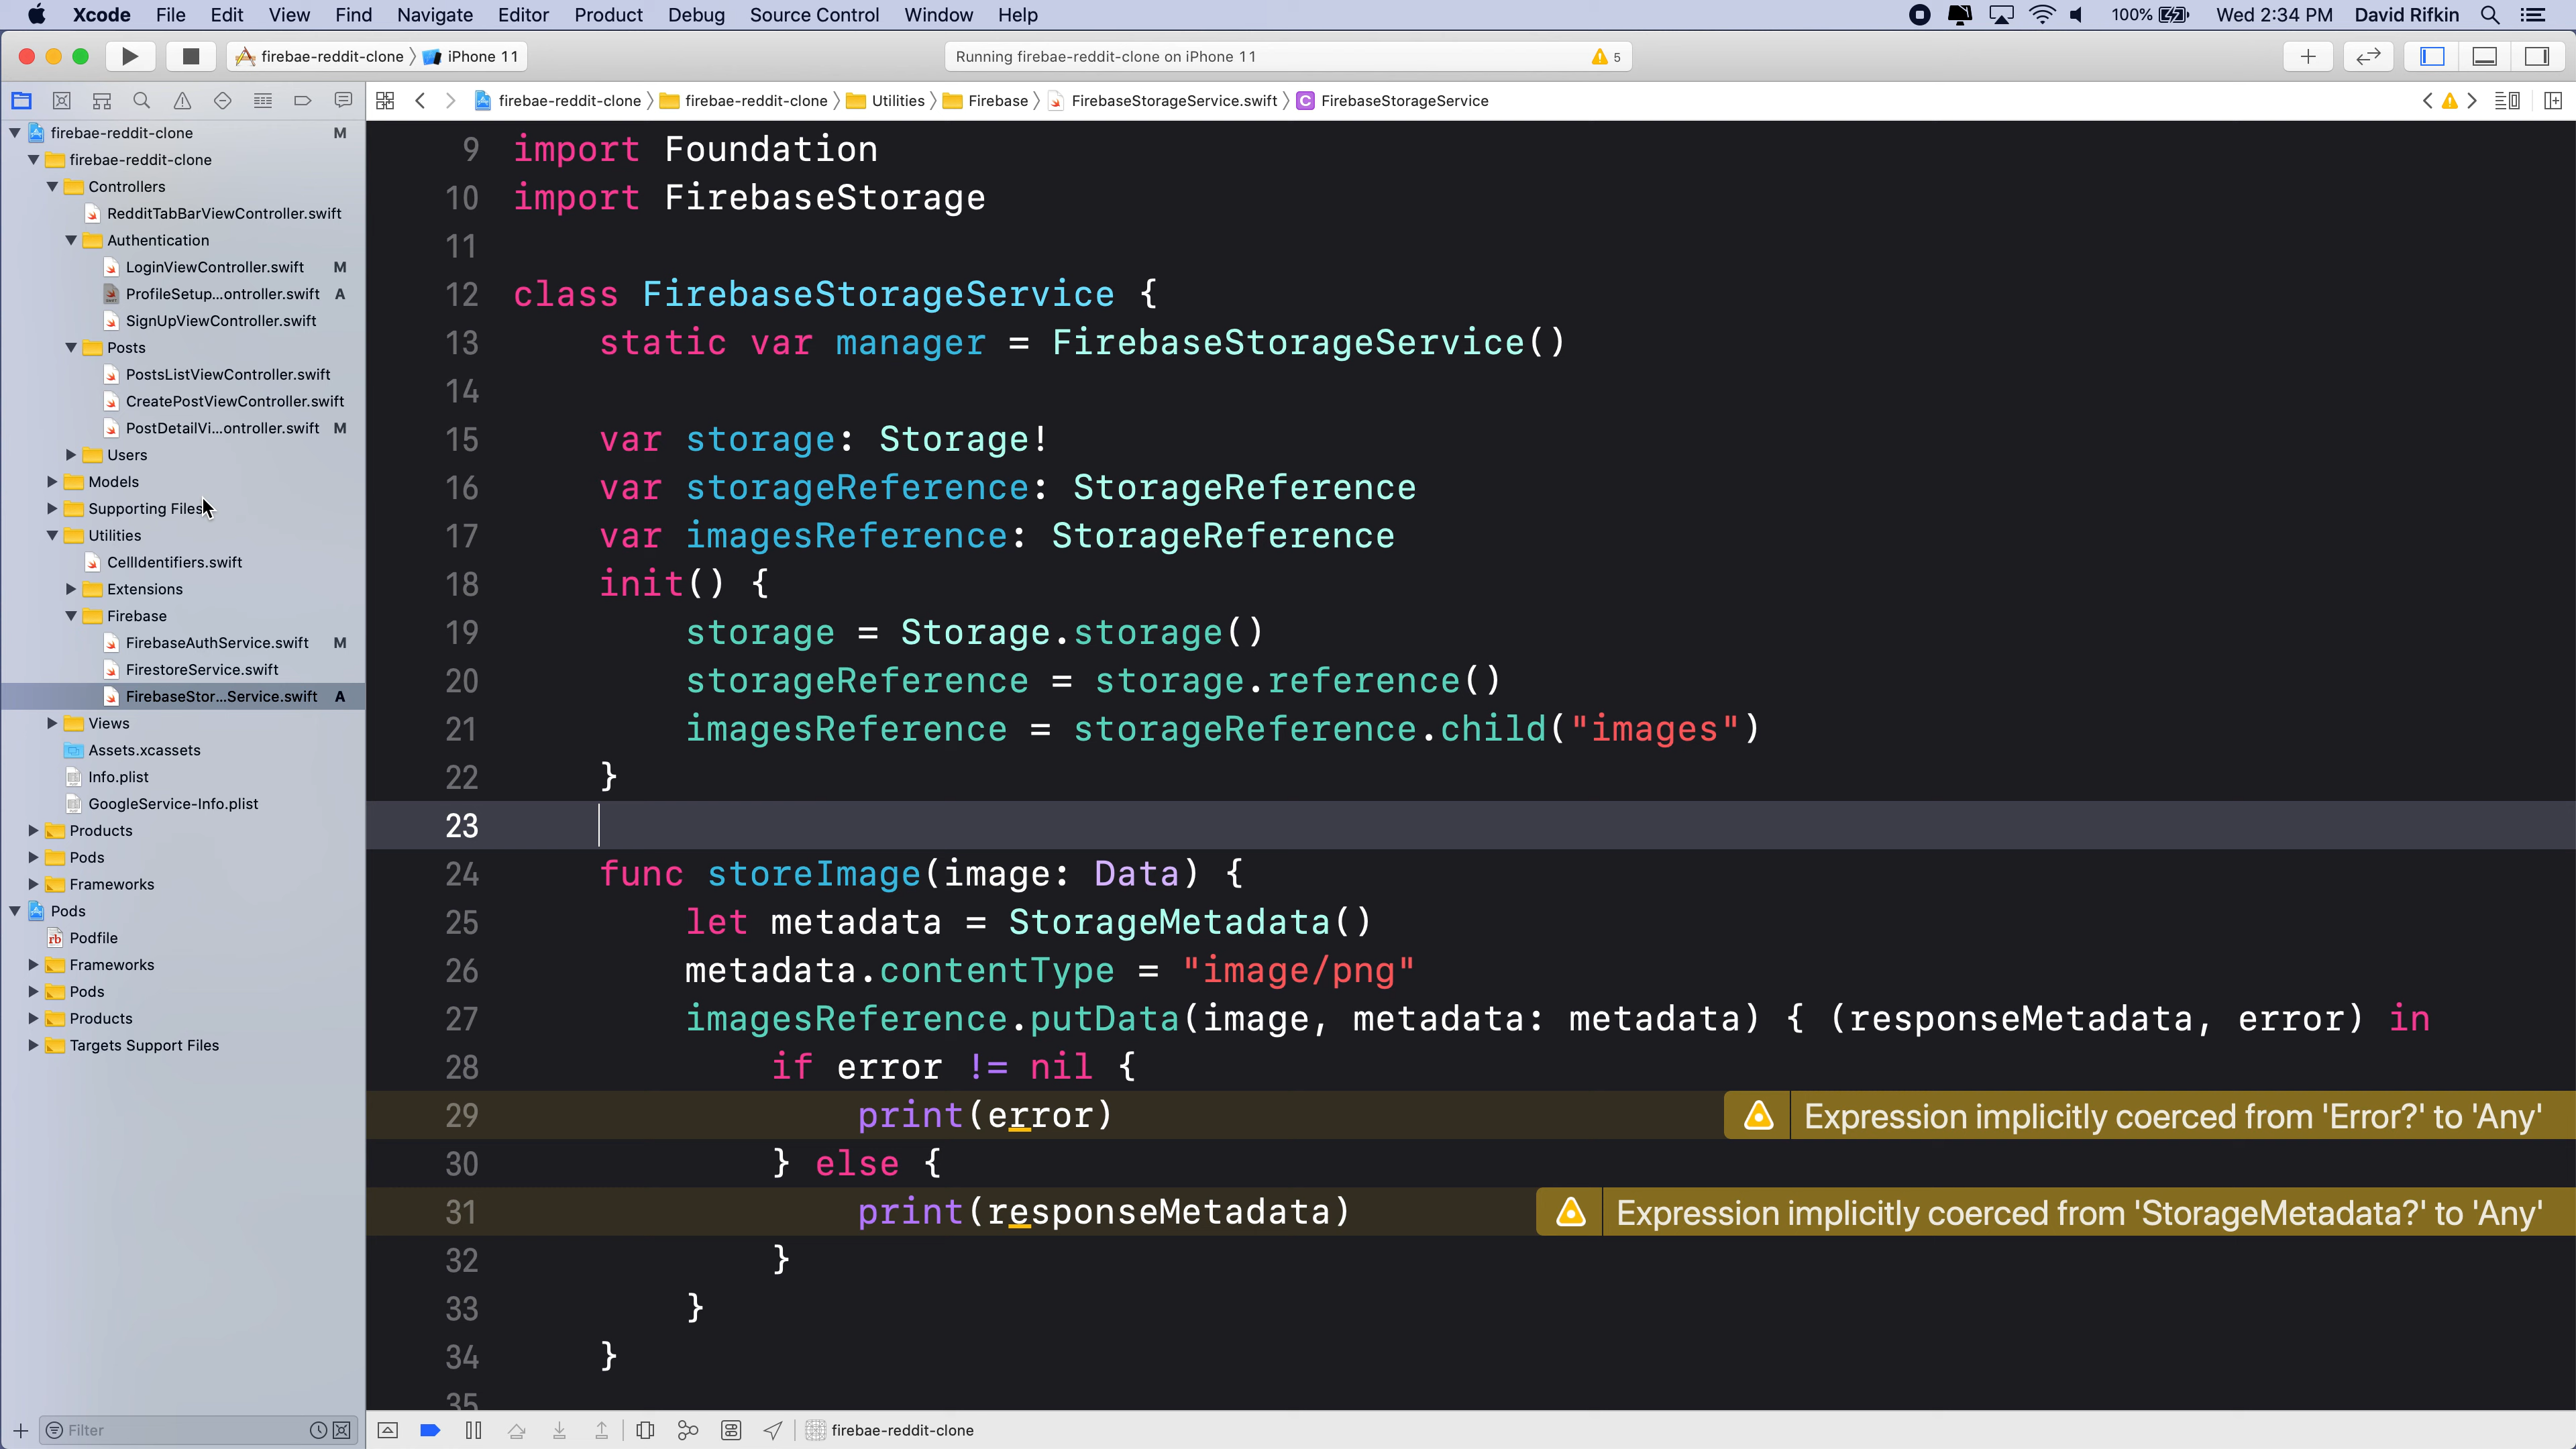 Xcode File Edit View Find Navigate Editor Product Debug Source Control Window Help
100% Wed 2:34 PM David Rifkin
firebae-reddit-clone iPhone 11
Running firebae-reddit-clone on iPhone 11
5
firebae-reddit-clone firebae-reddit-clone Utilities Firebase FirebaseStorageService.swift C FirebaseStorageService
firebae-reddit-clone M
firebae-reddit-clone
Controllers
RedditTabBarViewController.swift
Authentication
LoginViewController.swift M
ProfileSetup...ontroller.swift A
SignUpViewController.swift
Posts
PostsListViewController.swift
CreatePostViewController.swift
PostDetailVi...ontroller.swift M
Users
Models
Supporting Files
Utilities
CellIdentifiers.swift
Extensions
Firebase
FirebaseAuthService.swift M
FirestoreService.swift
FirebaseStor...Service.swift A
Views
Assets.xcassets
Info.plist
GoogleService-Info.plist
Products
Pods
Frameworks
Pods
rb Podfile
Frameworks
Pods
Products
Targets Support Files
Filter
9 import Foundation
10 import FirebaseStorage
11
12 class FirebaseStorageService {
13 static var manager = FirebaseStorageService()
14
15 var storage: Storage!
16 var storageReference: StorageReference
17 var imagesReference: StorageReference
18 init() {
19 storage = Storage.storage()
20 storageReference = storage.reference()
21 imagesReference = storageReference.child("images")
22 }
23
24 func storeImage(image: Data) {
25 let metadata = StorageMetadata()
26 metadata.contentType = "image/png"
27 imagesReference.putData(image, metadata: metadata) { (responseMetadata, error) in
28 if error != nil {
29 print(error) Expression implicitly coerced from 'Error?' to 'Any'
30 } else {
31 print(responseMetadata) Expression implicitly coerced from 'StorageMetadata?' to 'Any'
32 }
33 }
34 }
35
firebae-reddit-clone